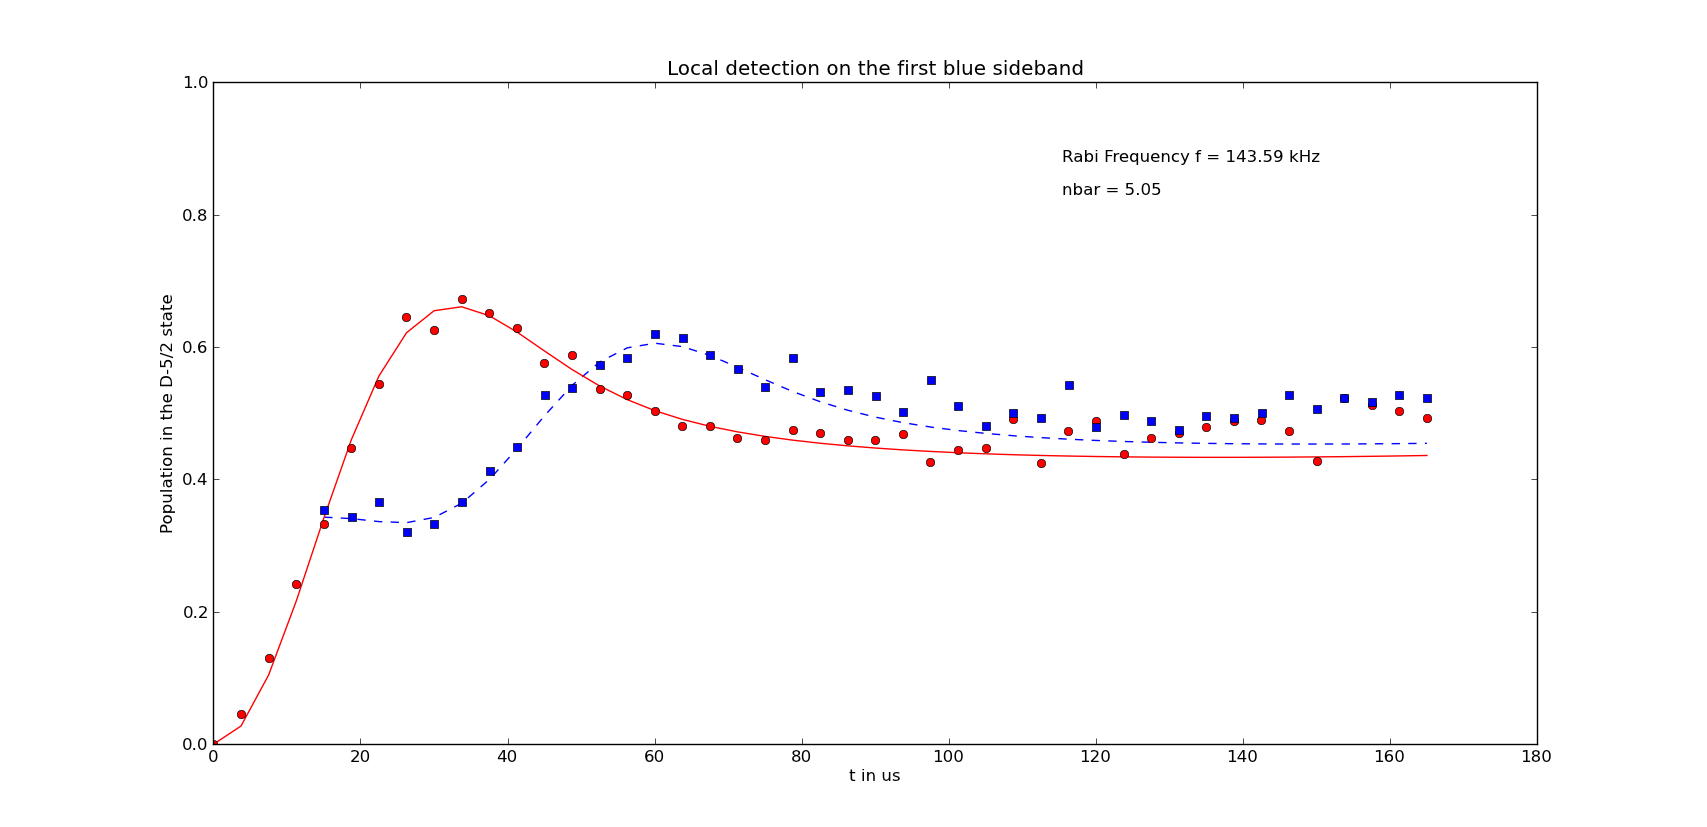 Local detection on the first blue sideband
Rabi Frequency f = 143.59 kHz
nbar = 5.05
Population in the D-5/2 state
1.0
0.8
0.6
0.4
0.2
0.0
0 20 40 60 80 100 120 140 160 180
t in us